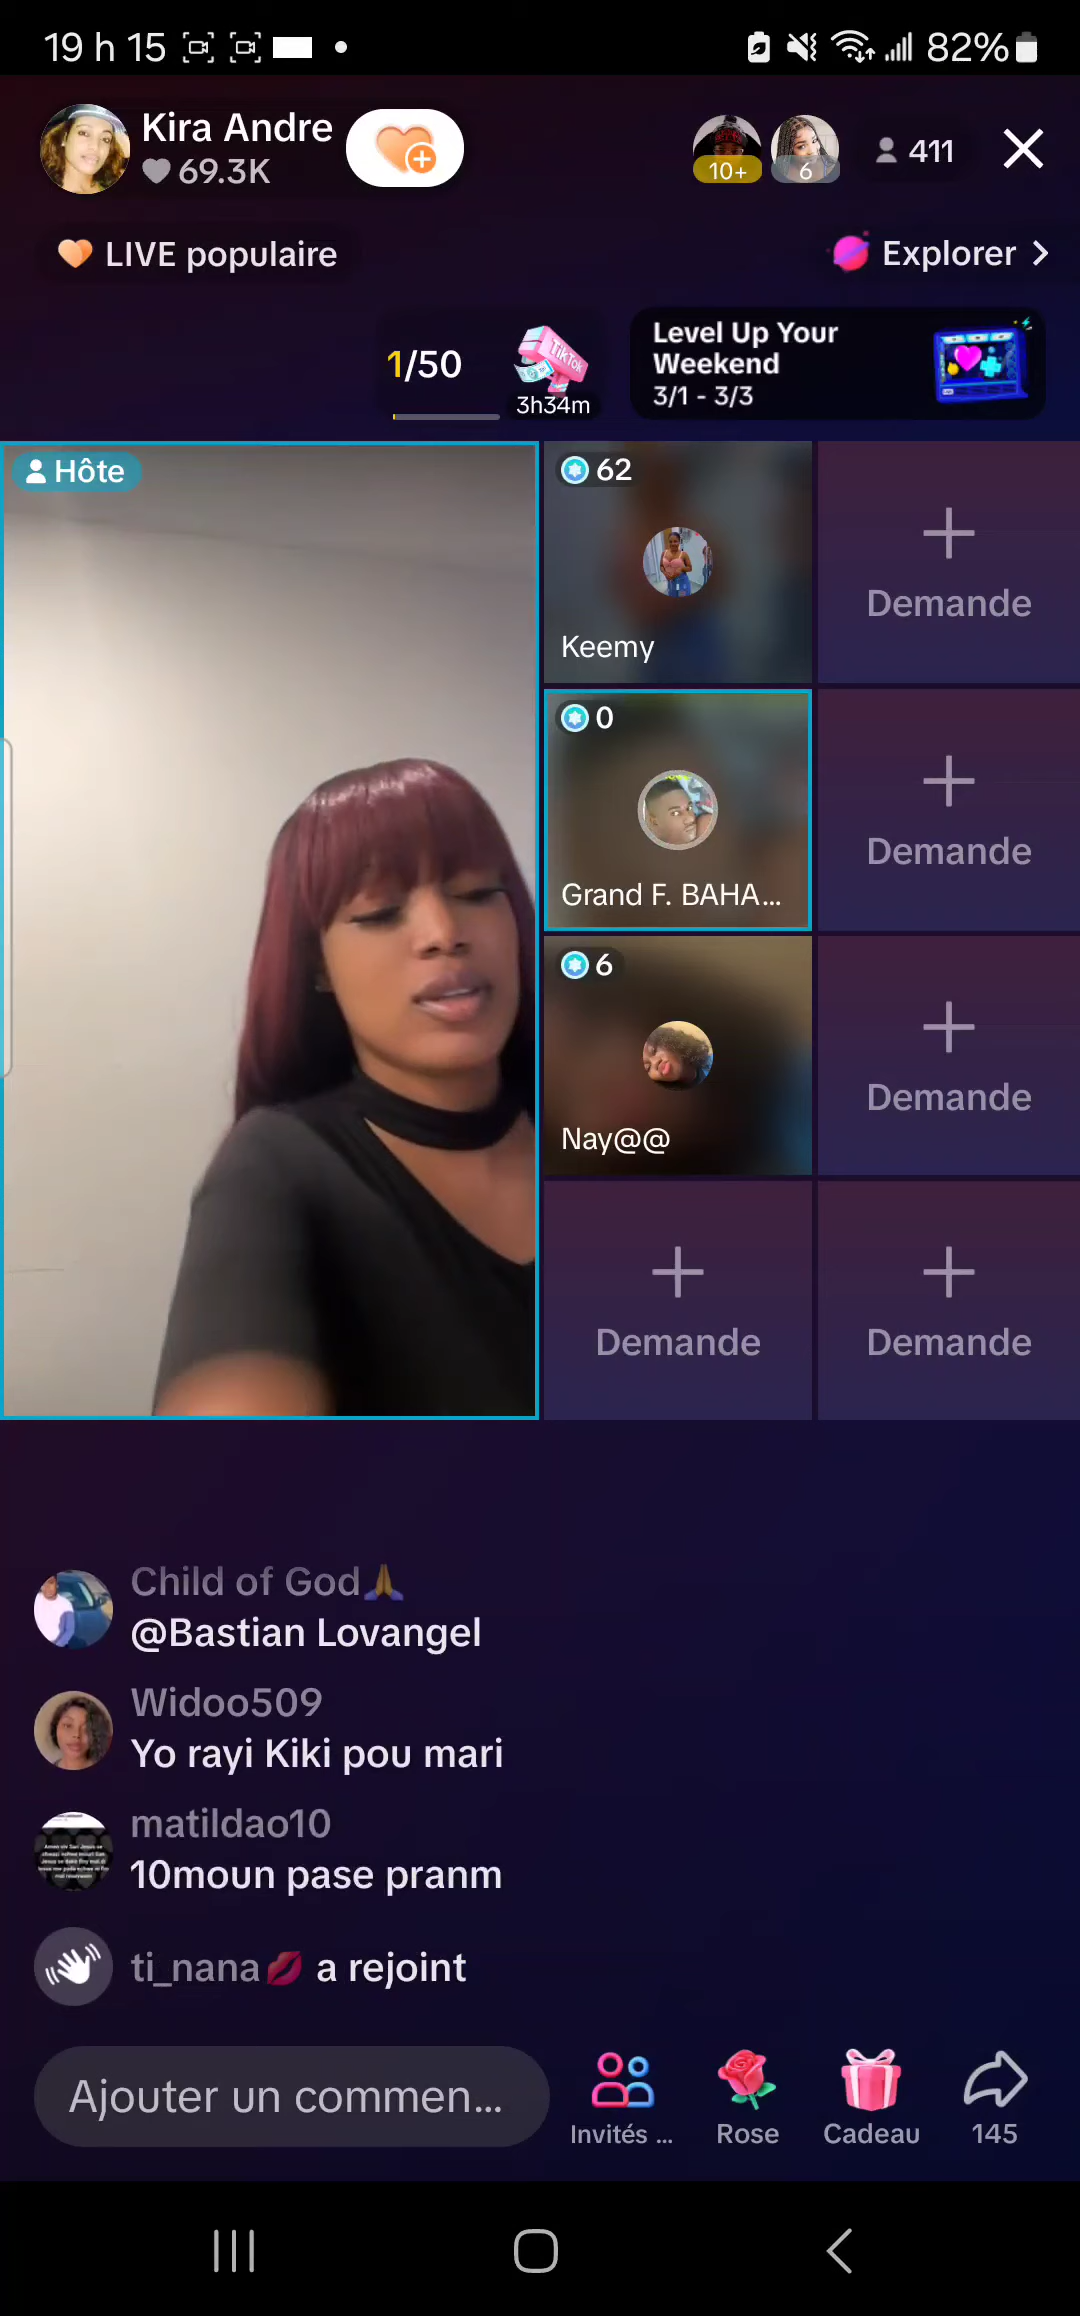 19 h 15
82%
Kira Andre
69.3K
10+
6
411
LIVE populaire
Explorer
1/50
TikTok
3h34m
Level Up Your
Weekend
3/1 - 3/3
Hôte
62
Keemy
Demande
0
Grand F. BAHA...
Demande
6
Nay@@
Demande
Demande
Demande
Child of God
@Bastian Lovangel
Widoo509
Yo rayi Kiki pou mari
matildao10
10moun pase pranm
ti_nana a rejoint
Ajouter un commen...
Invités ...
Rose
Cadeau
145